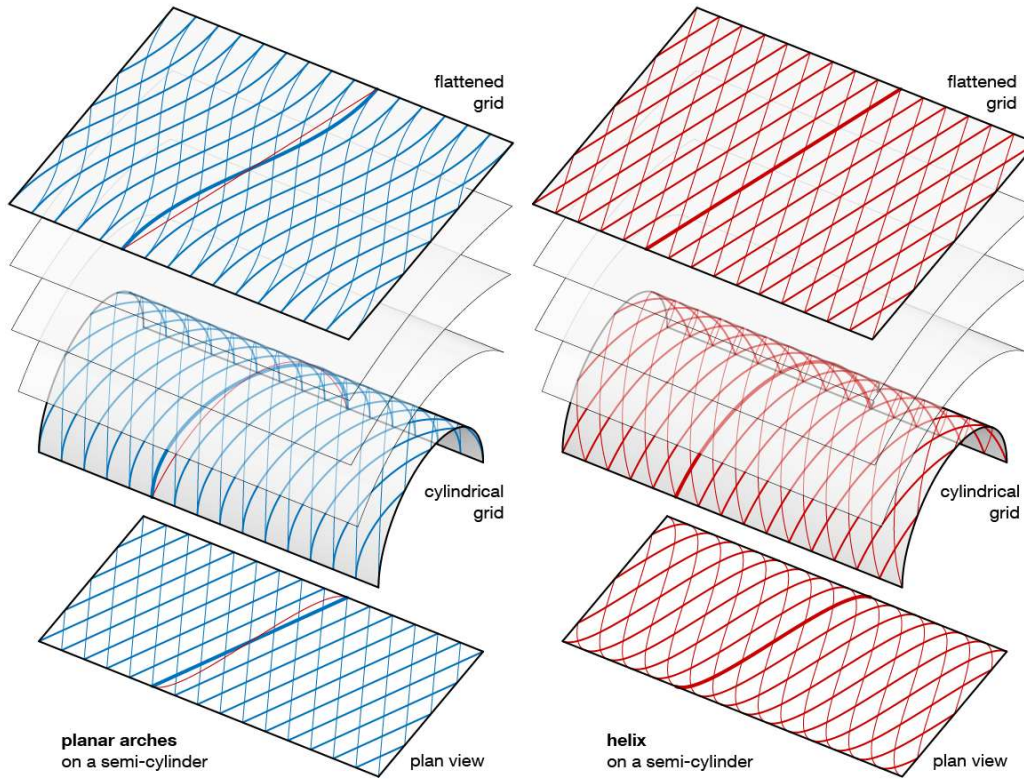 flattened
grid
flattened
grid
cylindrical
grid
cylindrical
grid
planar arches
on a semi-cylinder
plan view
helix
on a semi-cylinder
plan view